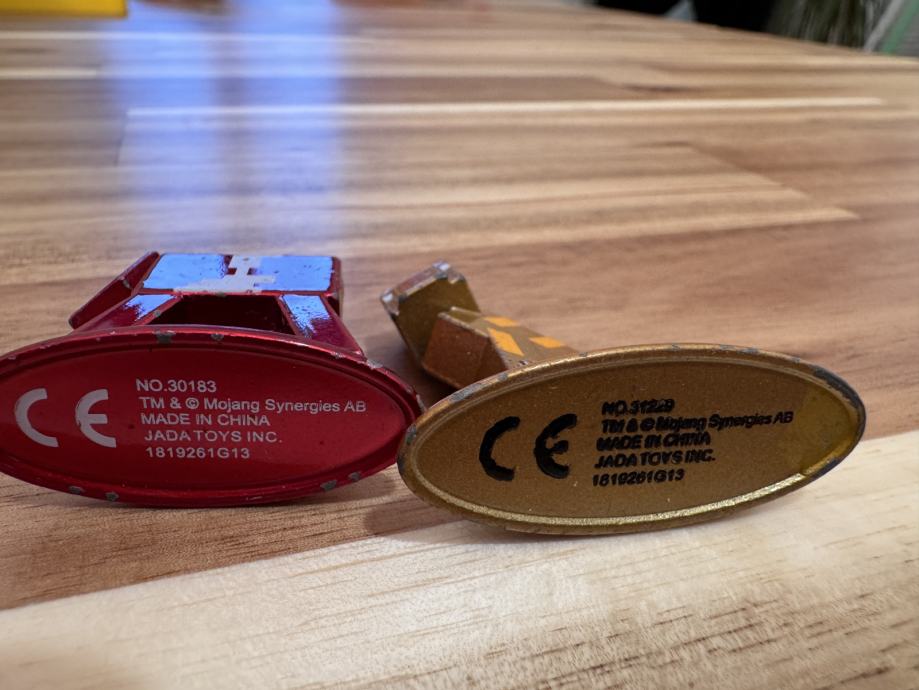 CE
NO.30183
TM & © Mojang Synergies AB
MADE IN CHINA
JADA TOYS INC.
1819261G13
CE
NO.31229
TM & © Mojang Synergies AB
MADE IN CHINA
JADA TOYS INC.
1819261G13